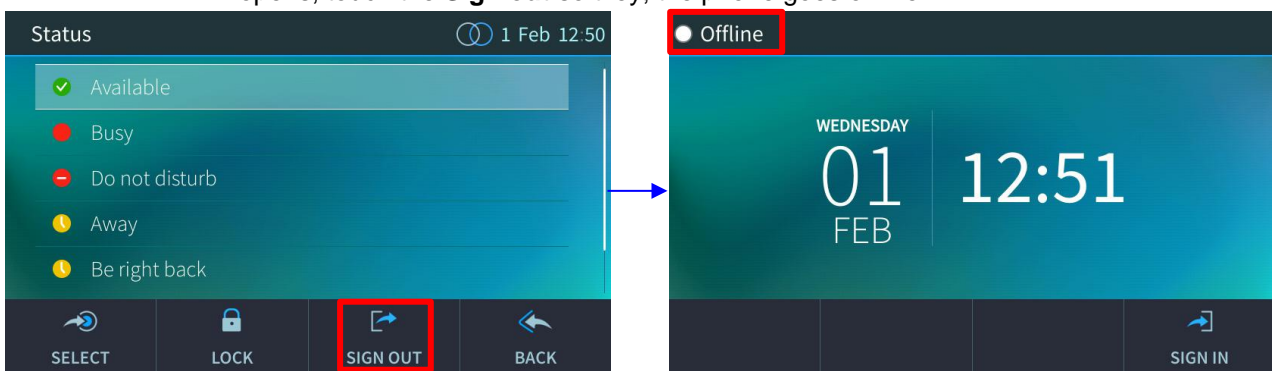 Status 1 Feb 12:50
Available
Busy
Do not disturb
Away
Be right back
SELECT LOCK SIGN OUT BACK
Offline
WEDNESDAY
01
FEB
12:51
SIGN IN